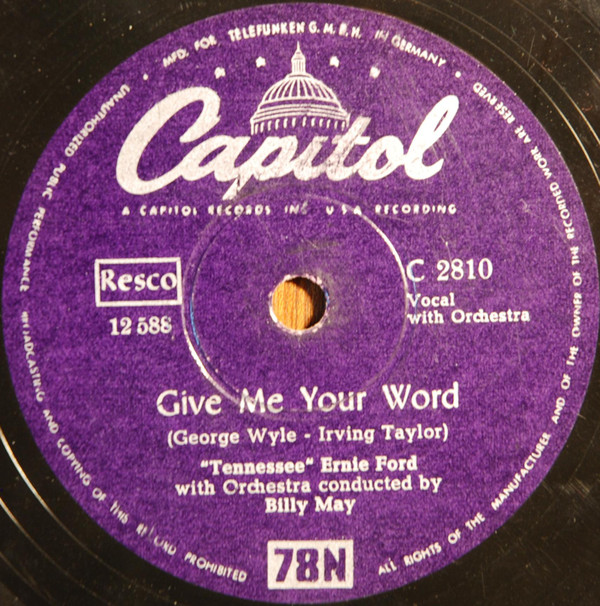 MFD. FOR TELEFUNKEN G.M.B.H. IN GERMANY
Capitol
A CAPITOL RECORDS INC. U S A RECORDING
Resco
12 588
C 2810
Vocal
with Orchestra
Give Me Your Word
(George Wyle - Irving Taylor)
"Tennessee" Ernie Ford
with Orchestra conducted by
Billy May
78N
ALL RIGHTS OF THE MANUFACTURER AND OF THE OWNER OF THE RECORDED WORK ARE RESERVED
UNAUTHORIZED PUBLIC PERFORMANCE BROADCASTING AND COPYING OF THIS RECORD PROHIBITED